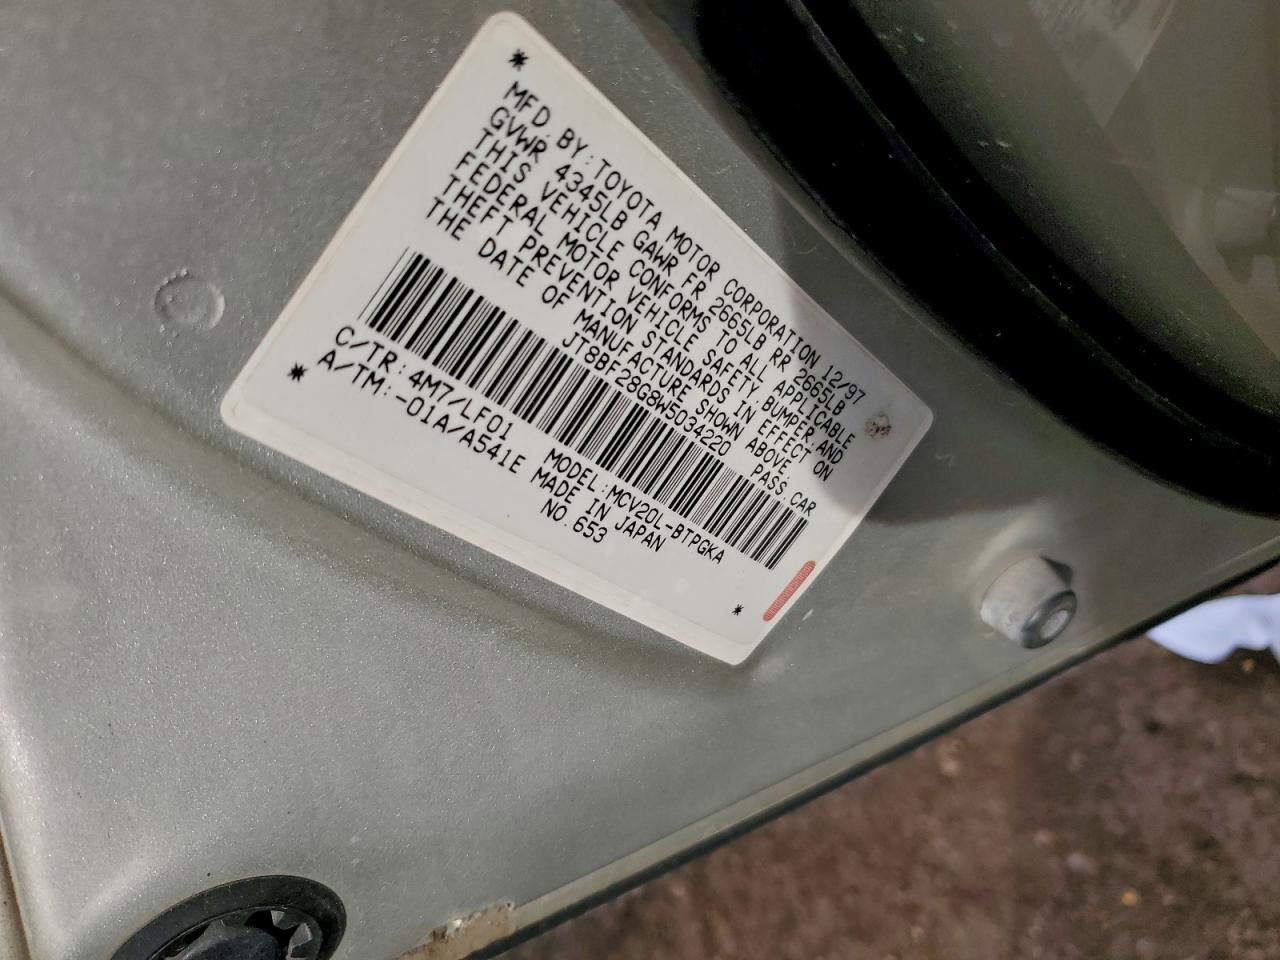 MFD. BY: TOYOTA MOTOR CORPORATION 12/97
GVWR 4345LB GAWR FR 2665LB RR 2665LB
THIS VEHICLE CONFORMS TO ALL APPLICABLE
FEDERAL MOTOR VEHICLE SAFETY, BUMPER, AND
THEFT PREVENTION STANDARDS IN EFFECT ON
THE DATE OF MANUFACTURE SHOWN ABOVE.
JT8BF28G8W5034220 PASS. CAR
C/TR: 4M7/LF01 MODEL: MCV20L-BTPGKA
A/TM: -01A/A541E MADE IN JAPAN
NO. 653